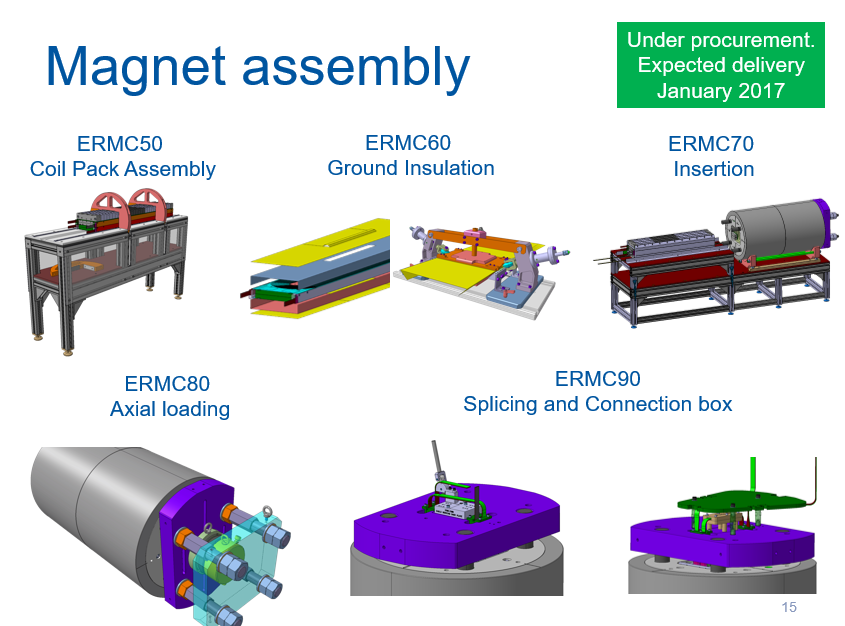 Magnet assembly
Under procurement.
Expected delivery
January 2017
ERMC50
Coil Pack Assembly
ERMC60
Ground Insulation
ERMC70
Insertion
ERMC80
Axial loading
ERMC90
Splicing and Connection box
15